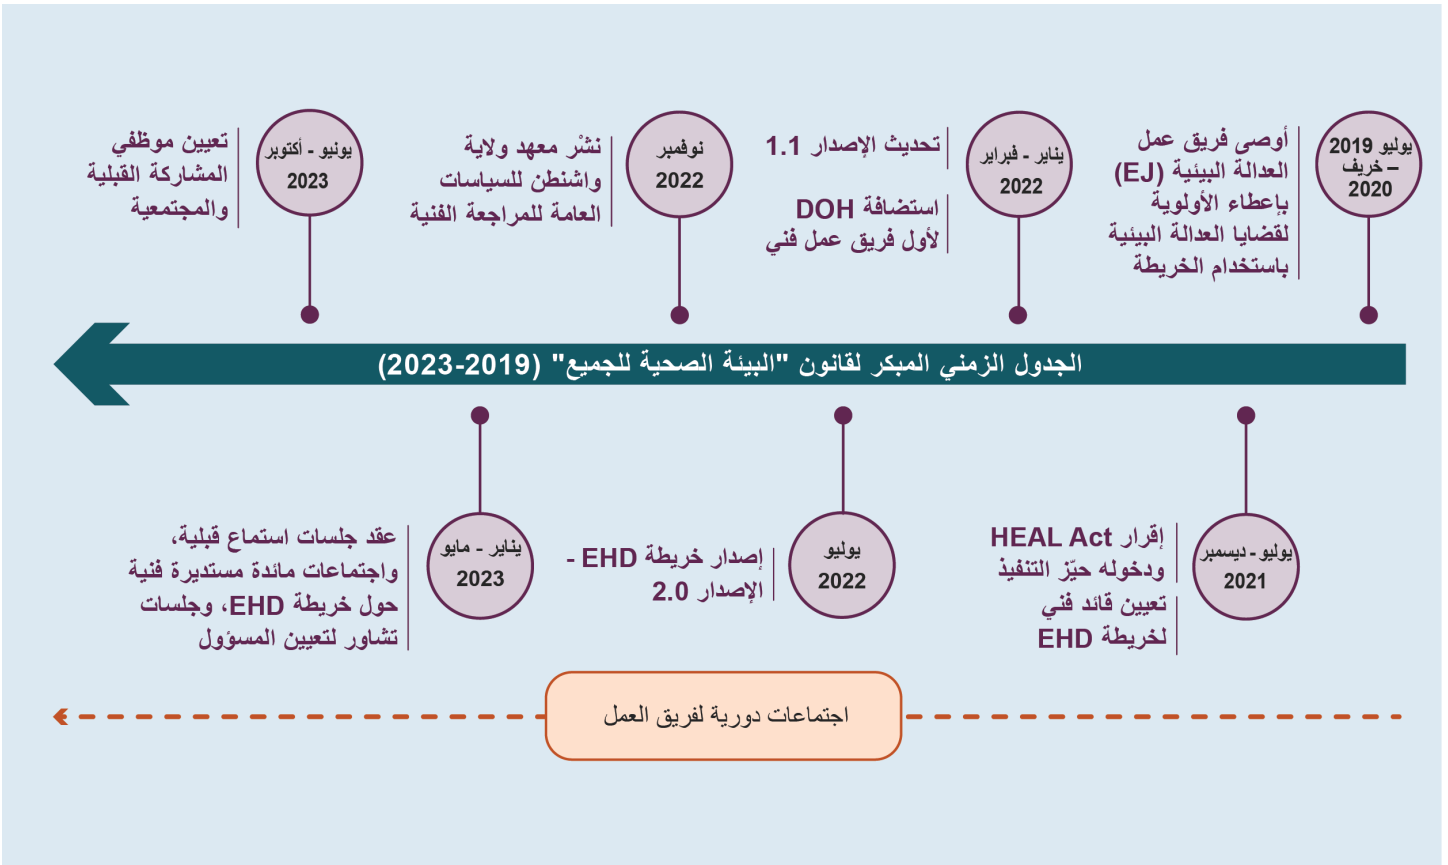 يوليو 2019
– خريف
2020
أوصى فريق عمل
العدالة البيئية (EJ)
بإعطاء الأولوية
لقضايا العدالة البيئية
باستخدام الخريطة
يناير - فبراير
2022
تحديث الإصدار 1.1
استضافة DOH
لأول فريق عمل فني
نوفمبر
2022
نشْر معهد ولاية
واشنطن للسياسات
العامة للمراجعة الفنية
يونيو - أكتوبر
2023
تعيين موظفي
المشاركة القبلية
والمجتمعية
الجدول الزمني المبكر لقانون "البيئة الصحية للجميع" (2019-2023)
يوليو - ديسمبر
2021
إقرار HEAL Act
ودخوله حيّز التنفيذ
تعيين قائد فني
لخريطة EHD
يوليو
2022
إصدار خريطة EHD -
الإصدار 2.0
يناير - مايو
2023
عقد جلسات استماع قبلية،
واجتماعات مائدة مستديرة فنية
حول خريطة EHD، وجلسات
تشاور لتعيين المسؤول
اجتماعات دورية لفريق العمل